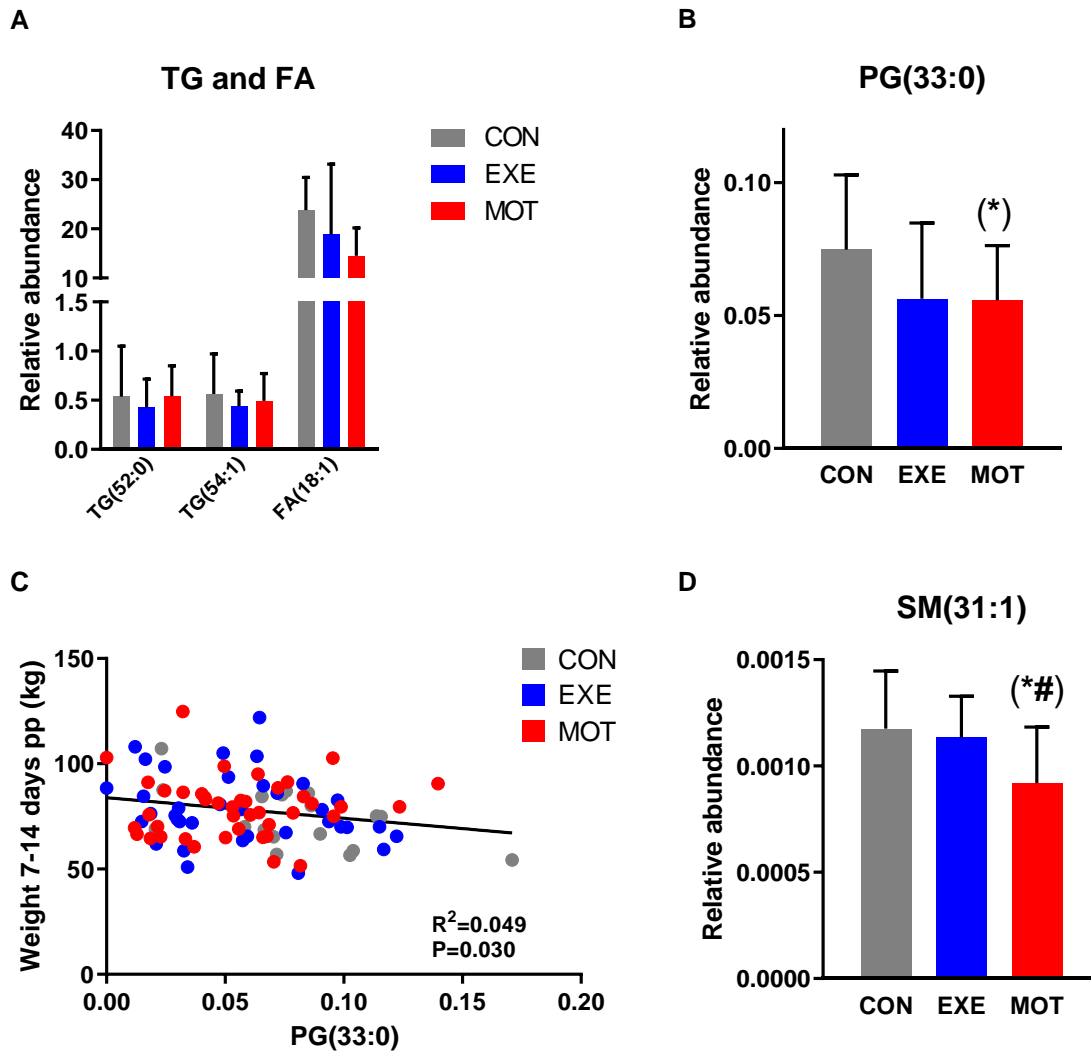 A
TG and FA
Relative abundance
40
30
20
10
1.5
1.0
0.5
0.0
TG(52:0)
TG(54:1)
FA(18:1)
CON
EXE
MOT
B
PG(33:0)
Relative abundance
0.10
0.05
0.00
(*)
CON EXE MOT
C
Weight 7-14 days pp (kg)
150
100
50
0
0.00 0.05 0.10 0.15 0.20
PG(33:0)
R²=0.049
P=0.030
CON
EXE
MOT
D
SM(31:1)
Relative abundance
0.0015
0.0010
0.0005
0.0000
(*#)
CON EXE MOT